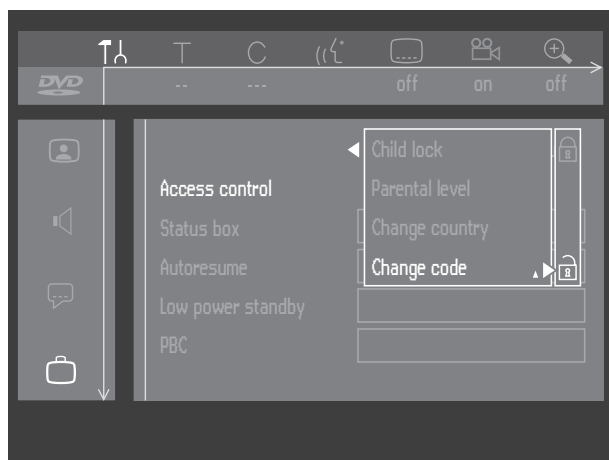 T C
DVD -- --- off on off
Child lock
Access control Parental level
Status box Change country
Autoresume Change code
Low power standby
PBC